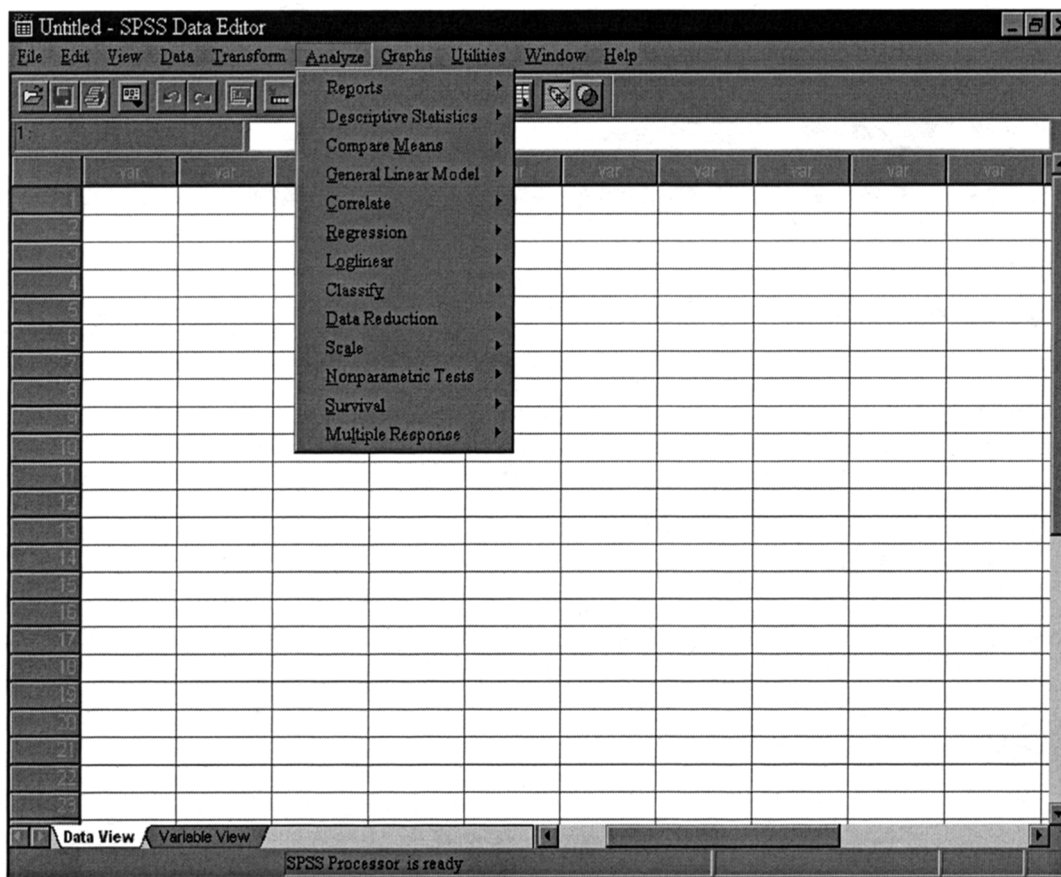 SPSS
Untitled - SPSS Data Editor
File Edit View Data Transform Analyze Graphs Utilities Window Help
1 :
Reports
Descriptive Statistics
Compare Means
General Linear Model
Correlate
Regression
Loglinear
Classify
Data Reduction
Scale
Nonparametric Tests
Survival
Multiple Response
var var var var var var var
1
2
3
4
5
6
7
8
9
10
11
12
13
14
15
16
17
18
19
20
21
22
23
Data View Variable View
SPSS Processor is ready